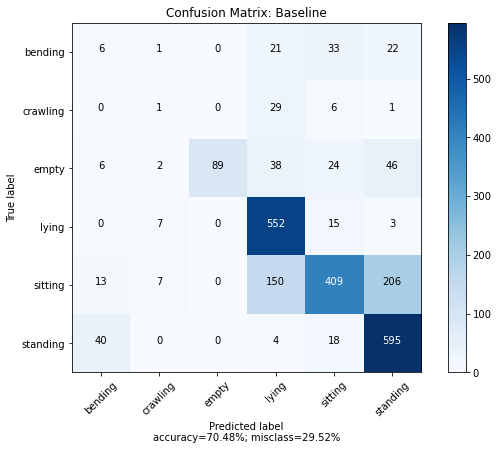 Confusion Matrix: Baseline
True label
bending 6 1 0 21 33 22
crawling 0 1 0 29 6 1
empty 6 2 89 38 24 46
lying 0 7 0 552 15 3
sitting 13 7 0 150 409 206
standing 40 0 0 4 18 595
bending crawling empty lying sitting standing
Predicted label
accuracy=70.48%; misclass=29.52%
500
400
300
200
100
0